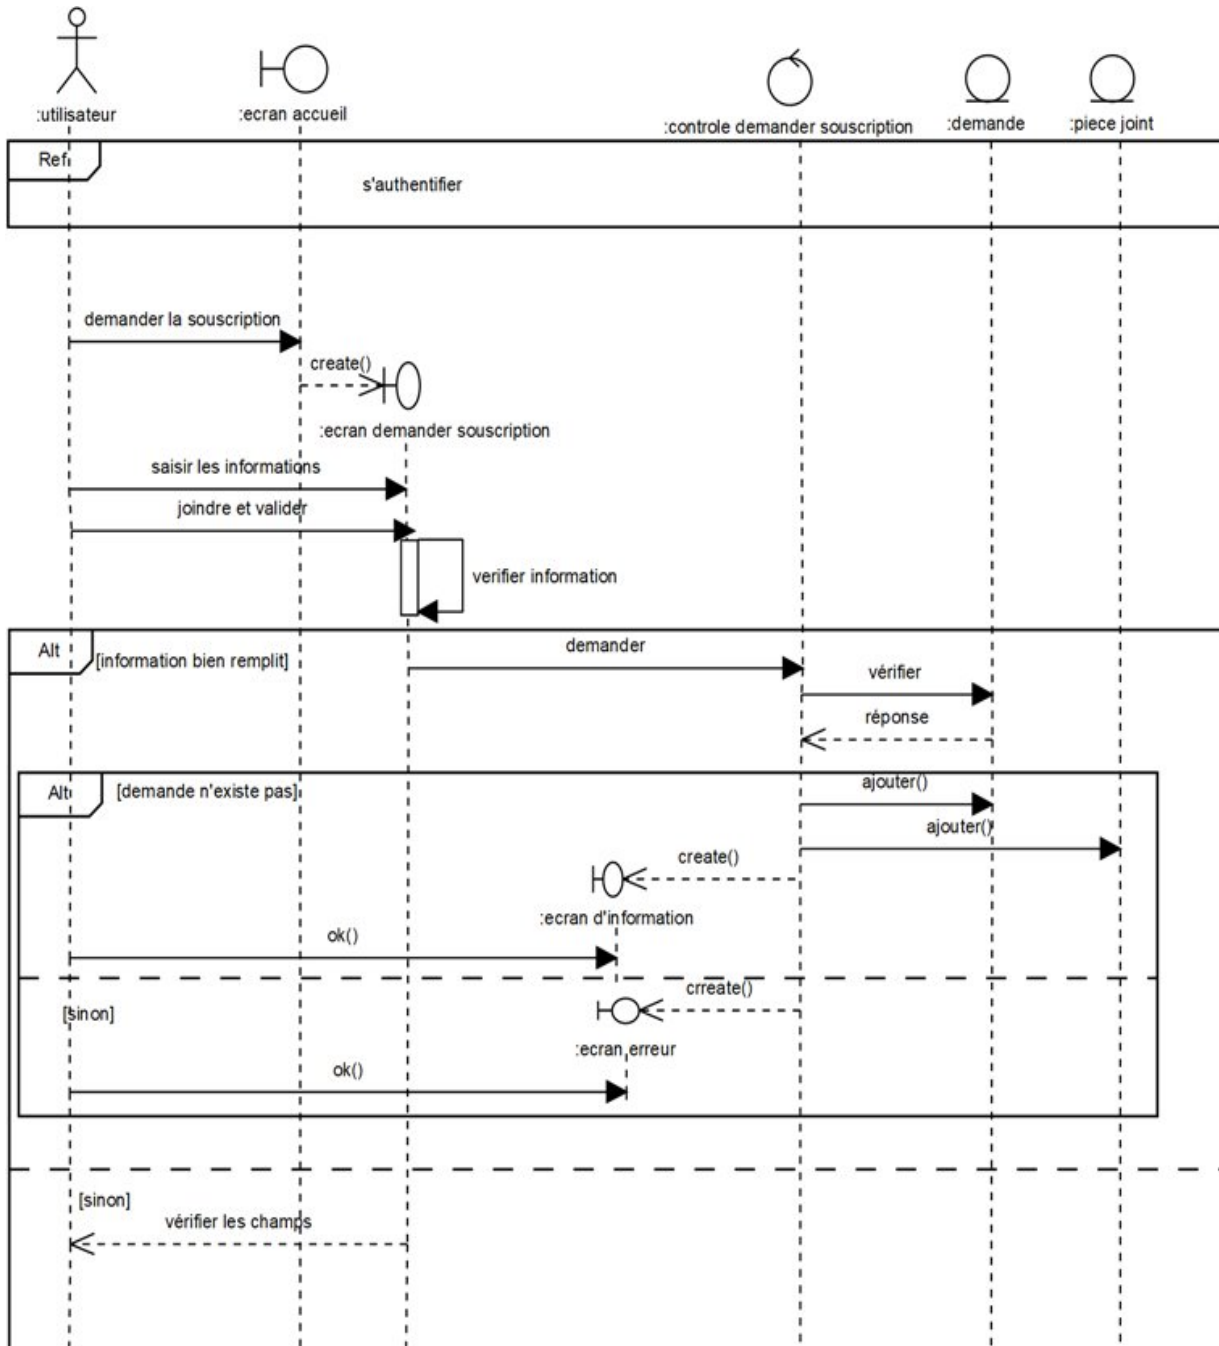 :utilisateur
:ecran accueil
:controle demander souscription
:demande
:piece joint
Ref
s'authentifier
demander la souscription
create()
:ecran demander souscription
saisir les informations
joindre et valider
verifier information
Alt
[information bien remplit]
demander
vérifier
réponse
Alt
[demande n'existe pas]
ajouter()
ajouter()
create()
:ecran d'information
ok()
[sinon]
crreate()
:ecran erreur
ok()
[sinon]
vérifier les champs